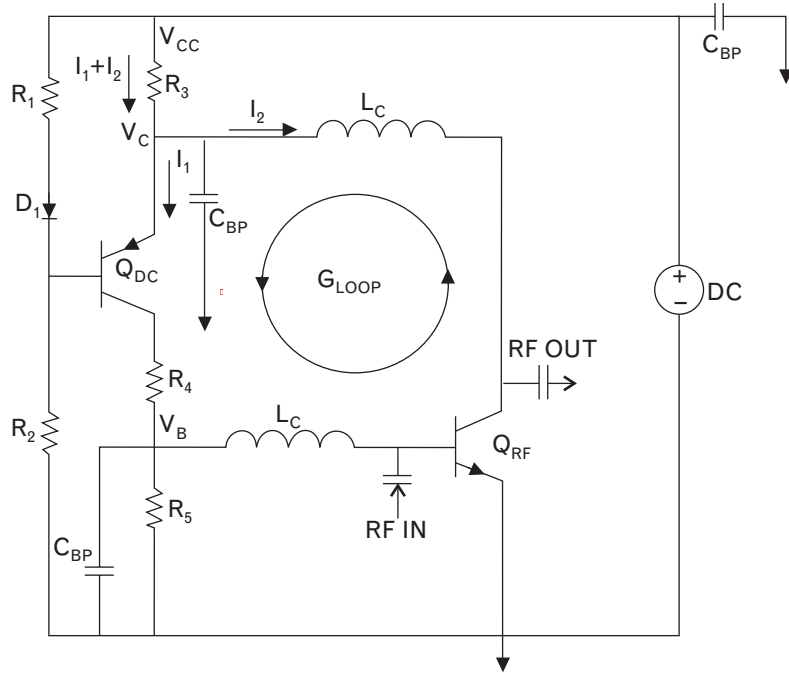 V_CC
C_BP
I_1+I_2
R_3
R_1
I_2
L_C
V_C
I_1
D_1
C_BP
Q_DC
G_LOOP
+
−
DC
RF OUT
R_4
L_C
R_2
V_B
Q_RF
R_5
RF IN
C_BP